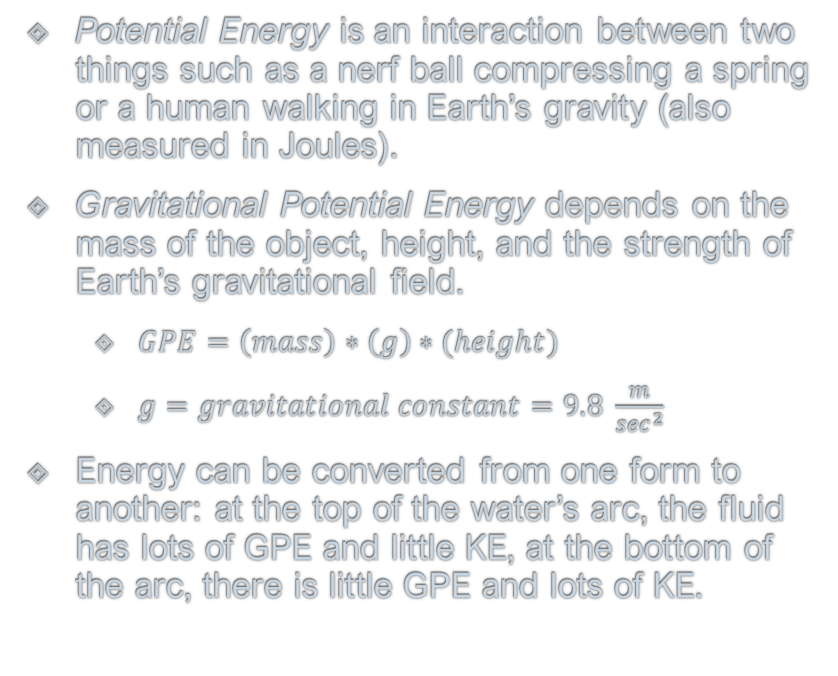 Potential Energy is an interaction between two
things such as a nerf ball compressing a spring
or a human walking in Earth's gravity (also
measured in Joules).
Gravitational Potential Energy depends on the
mass of the object, height, and the strength of
Earth's gravitational field.
GPE = (mass) * (g) * (height)
g = gravitational constant = 9.8 m/sec²
Energy can be converted from one form to
another: at the top of the water's arc, the fluid
has lots of GPE and little KE, at the bottom of
the arc, there is little GPE and lots of KE.